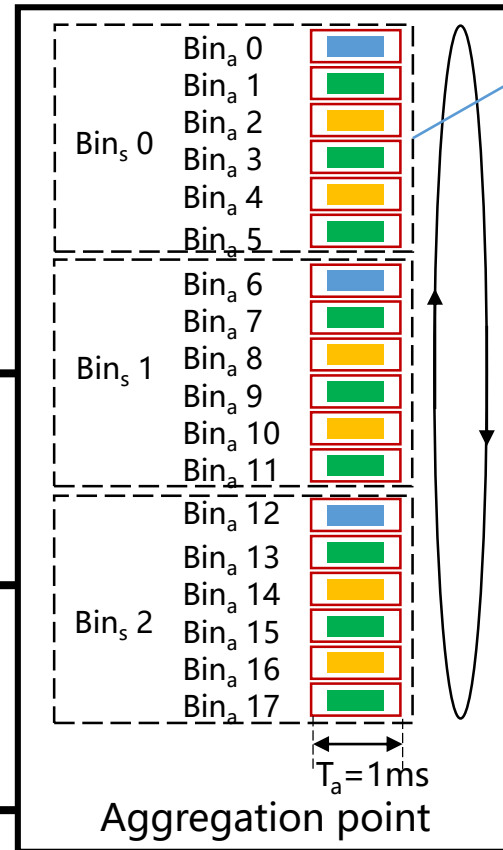 Binₐ 0
Binₐ 1
Binₐ 2
Binₛ 0
Binₐ 3
Binₐ 4
Binₐ 5
Binₐ 6
Binₐ 7
Binₐ 8
Binₛ 1
Binₐ 9
Binₐ 10
Binₐ 11
Binₐ 12
Binₐ 13
Binₐ 14
Binₛ 2
Binₐ 15
Binₐ 16
Binₐ 17
Tₐ=1ms
Aggregation point